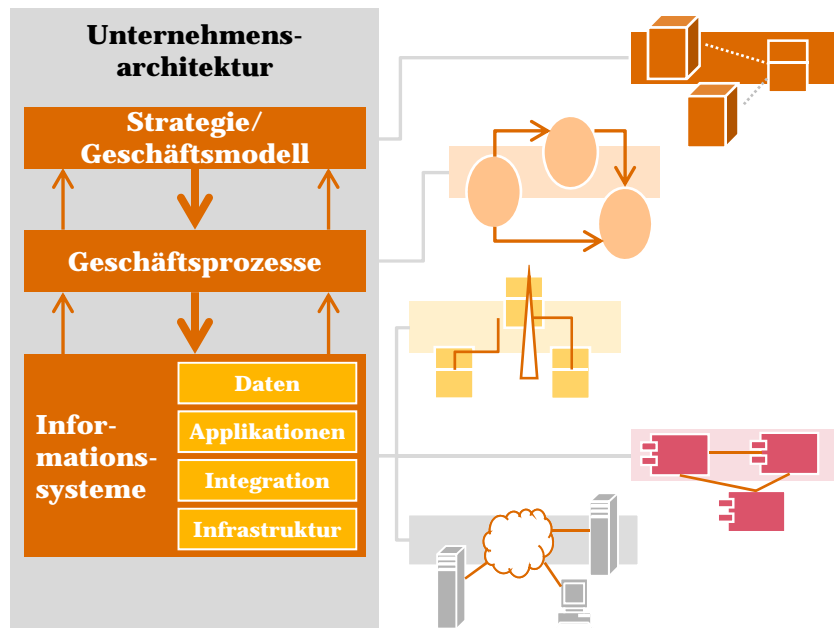 Unternehmens-
architektur
Strategie/
Geschäftsmodell
Geschäftsprozesse
Infor-
mations-
systeme
Daten
Applikationen
Integration
Infrastruktur